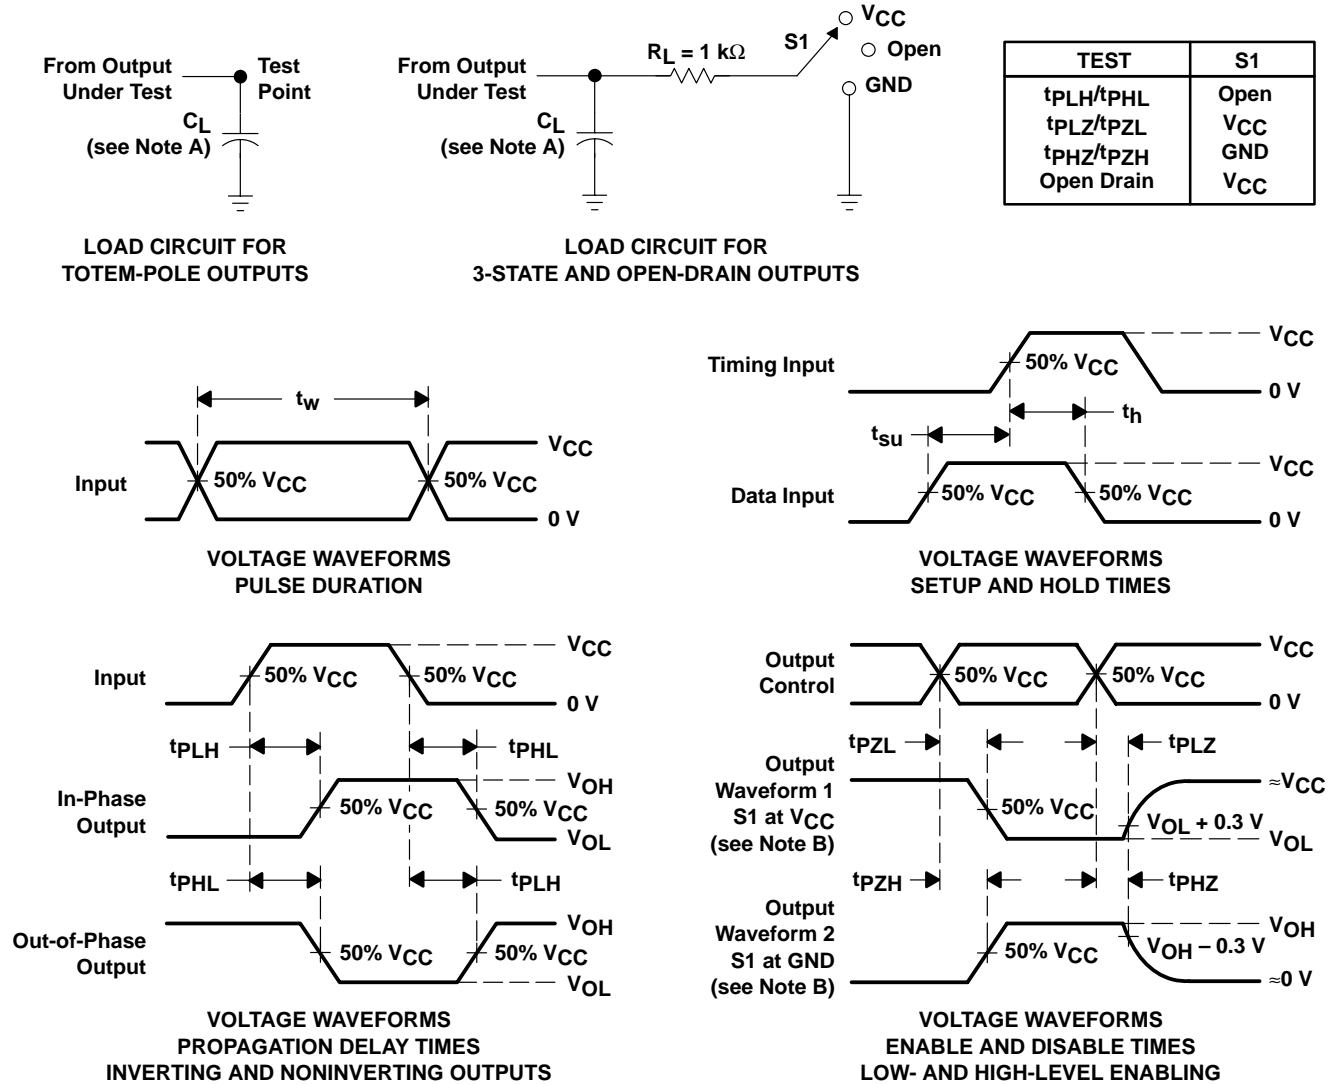 From Output
Under Test
Test
Point
CL
(see Note A)
LOAD CIRCUIT FOR
TOTEM-POLE OUTPUTS
From Output
Under Test
RL = 1 kΩ
S1
VCC
Open
GND
CL
(see Note A)
LOAD CIRCUIT FOR
3-STATE AND OPEN-DRAIN OUTPUTS
TEST S1
tPLH/tPHL Open
tPLZ/tPZL VCC
tPHZ/tPZH GND
Open Drain VCC
tw
Input
50% VCC
50% VCC
VCC
0 V
VOLTAGE WAVEFORMS
PULSE DURATION
Timing Input
50% VCC
VCC
0 V
tsu
th
Data Input
50% VCC
50% VCC
VCC
0 V
VOLTAGE WAVEFORMS
SETUP AND HOLD TIMES
Input
50% VCC
50% VCC
VCC
0 V
tPLH
tPHL
In-Phase
Output
50% VCC
50% VCC
VOH
VOL
tPHL
tPLH
Out-of-Phase
Output
50% VCC
50% VCC
VOH
VOL
VOLTAGE WAVEFORMS
PROPAGATION DELAY TIMES
INVERTING AND NONINVERTING OUTPUTS
Output
Control
50% VCC
50% VCC
VCC
0 V
tPZL
tPLZ
Output
Waveform 1
S1 at VCC
(see Note B)
50% VCC
VOL + 0.3 V
≈VCC
VOL
tPZH
tPHZ
Output
Waveform 2
S1 at GND
(see Note B)
50% VCC
VOH − 0.3 V
VOH
≈0 V
VOLTAGE WAVEFORMS
ENABLE AND DISABLE TIMES
LOW- AND HIGH-LEVEL ENABLING